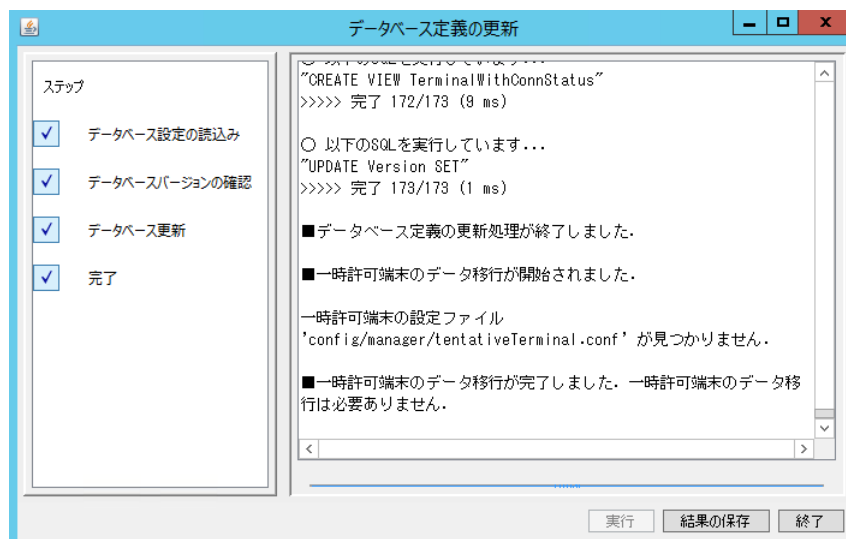 データベース定義の更新
ステップ
データベース設定の読込み
データベースバージョンの確認
データベース更新
完了
"CREATE VIEW TerminalWithConnStatus"
>>>>> 完了 172/173 (9 ms)
○ 以下のSQLを実行しています...
"UPDATE Version SET"
>>>>> 完了 173/173 (1 ms)
■データベース定義の更新処理が終了しました.
■一時許可端末のデータ移行が開始されました.
一時許可端末の設定ファイル
'config/manager/tentativeTerminal.conf' が見つかりません.
■一時許可端末のデータ移行が完了しました. 一時許可端末のデータ移
行は必要ありません.
実行
結果の保存
終了